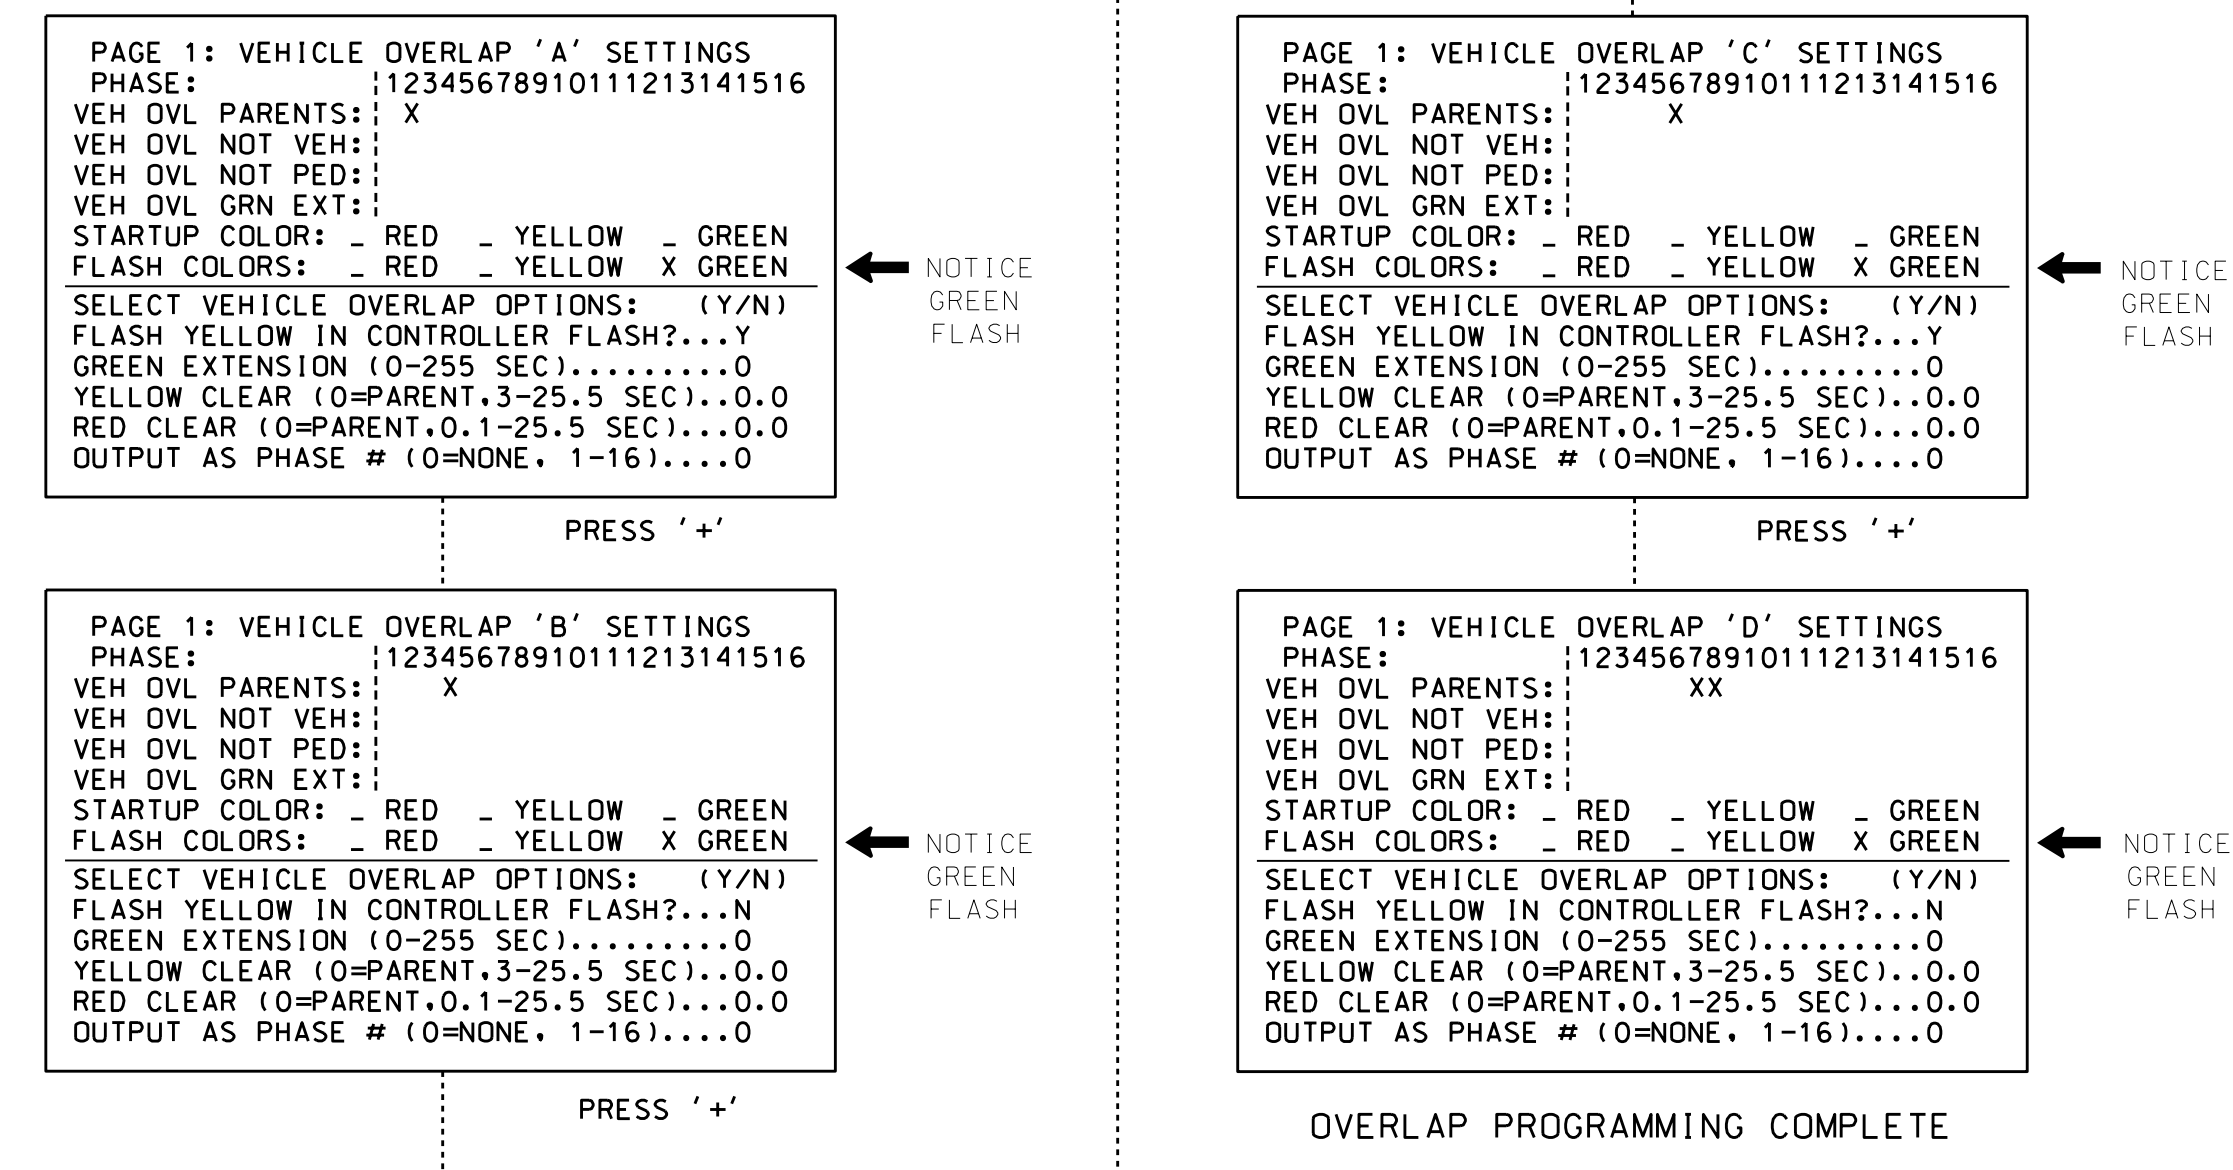 PAGE 1: VEHICLE OVERLAP 'A' SETTINGS
PHASE: 12345678910111213141516
VEH OVL PARENTS: X
VEH OVL NOT VEH:
VEH OVL NOT PED:
VEH OVL GRN EXT:
STARTUP COLOR: _ RED _ YELLOW _ GREEN
FLASH COLORS: _ RED _ YELLOW X GREEN
NOTICE
GREEN
FLASH
SELECT VEHICLE OVERLAP OPTIONS: (Y/N)
FLASH YELLOW IN CONTROLLER FLASH?...Y
GREEN EXTENSION (0-255 SEC).........0
YELLOW CLEAR (0=PARENT,3-25.5 SEC)..0.0
RED CLEAR (0=PARENT,0.1-25.5 SEC)...0.0
OUTPUT AS PHASE # (0=NONE, 1-16)....0
PRESS '+'
PAGE 1: VEHICLE OVERLAP 'B' SETTINGS
PHASE: 12345678910111213141516
VEH OVL PARENTS: X
VEH OVL NOT VEH:
VEH OVL NOT PED:
VEH OVL GRN EXT:
STARTUP COLOR: _ RED _ YELLOW _ GREEN
FLASH COLORS: _ RED _ YELLOW X GREEN
NOTICE
GREEN
FLASH
SELECT VEHICLE OVERLAP OPTIONS: (Y/N)
FLASH YELLOW IN CONTROLLER FLASH?...N
GREEN EXTENSION (0-255 SEC).........0
YELLOW CLEAR (0=PARENT,3-25.5 SEC)..0.0
RED CLEAR (0=PARENT,0.1-25.5 SEC)...0.0
OUTPUT AS PHASE # (0=NONE, 1-16)....0
PRESS '+'
PAGE 1: VEHICLE OVERLAP 'C' SETTINGS
PHASE: 12345678910111213141516
VEH OVL PARENTS: X
VEH OVL NOT VEH:
VEH OVL NOT PED:
VEH OVL GRN EXT:
STARTUP COLOR: _ RED _ YELLOW _ GREEN
FLASH COLORS: _ RED _ YELLOW X GREEN
NOTICE
GREEN
FLASH
SELECT VEHICLE OVERLAP OPTIONS: (Y/N)
FLASH YELLOW IN CONTROLLER FLASH?...Y
GREEN EXTENSION (0-255 SEC).........0
YELLOW CLEAR (0=PARENT,3-25.5 SEC)..0.0
RED CLEAR (0=PARENT,0.1-25.5 SEC)...0.0
OUTPUT AS PHASE # (0=NONE, 1-16)....0
PRESS '+'
PAGE 1: VEHICLE OVERLAP 'D' SETTINGS
PHASE: 12345678910111213141516
VEH OVL PARENTS: XX
VEH OVL NOT VEH:
VEH OVL NOT PED:
VEH OVL GRN EXT:
STARTUP COLOR: _ RED _ YELLOW _ GREEN
FLASH COLORS: _ RED _ YELLOW X GREEN
NOTICE
GREEN
FLASH
SELECT VEHICLE OVERLAP OPTIONS: (Y/N)
FLASH YELLOW IN CONTROLLER FLASH?...N
GREEN EXTENSION (0-255 SEC).........0
YELLOW CLEAR (0=PARENT,3-25.5 SEC)..0.0
RED CLEAR (0=PARENT,0.1-25.5 SEC)...0.0
OUTPUT AS PHASE # (0=NONE, 1-16)....0
OVERLAP PROGRAMMING COMPLETE